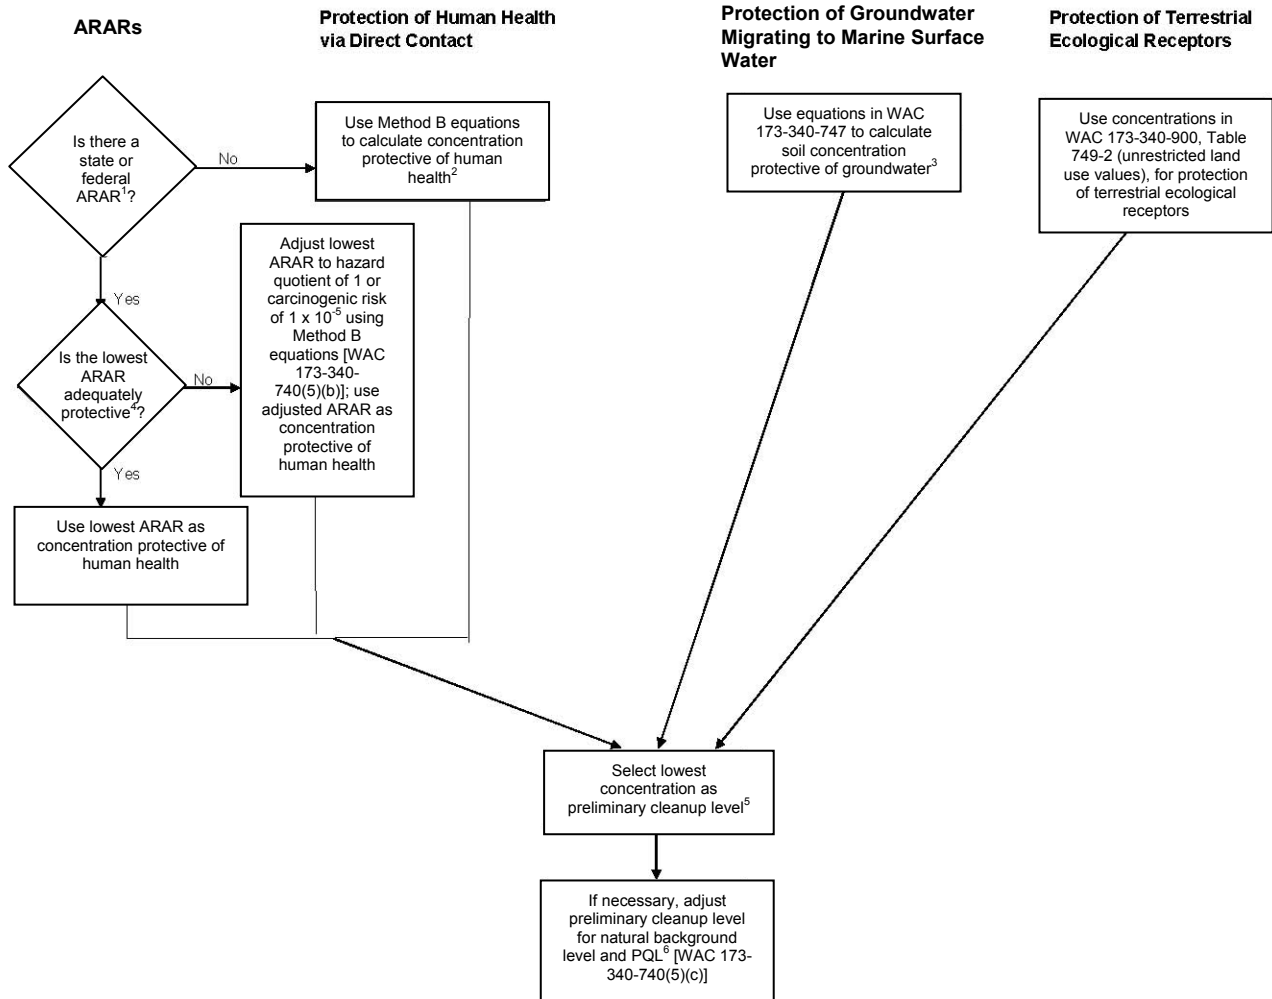 ARARs
Protection of Human Health
via Direct Contact
Protection of Groundwater
Migrating to Marine Surface
Water
Protection of Terrestrial
Ecological Receptors
Is there a
state or
federal
ARAR¹?
No
Use Method B equations
to calculate concentration
protective of human
health²
Use equations in WAC
173-340-747 to calculate
soil concentration
protective of groundwater³
Use concentrations in
WAC 173-340-900, Table
749-2 (unrestricted land
use values), for protection
of terrestrial ecological
receptors
Yes
Is the lowest
ARAR
adequately
protective⁴?
No
Adjust lowest
ARAR to hazard
quotient of 1 or
carcinogenic risk
of 1 x 10⁻⁵ using
Method B
equations [WAC
173-340-
740(5)(b)]; use
adjusted ARAR as
concentration
protective of
human health
Yes
Use lowest ARAR as
concentration protective of
human health
Select lowest
concentration as
preliminary cleanup level⁵
If necessary, adjust
preliminary cleanup level
for natural background
level and PQL⁶ [WAC 173-
340-740(5)(c)]